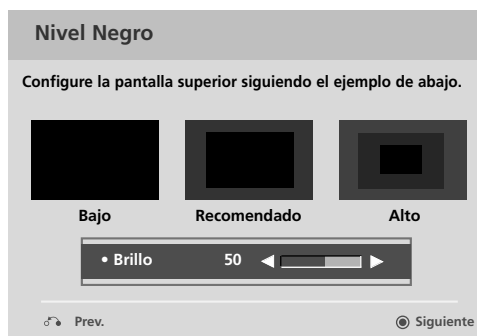 Nivel Negro
Configure la pantalla superior siguiendo el ejemplo de abajo.
Bajo Recomendado Alto
• Brillo 50
Prev. Siguiente